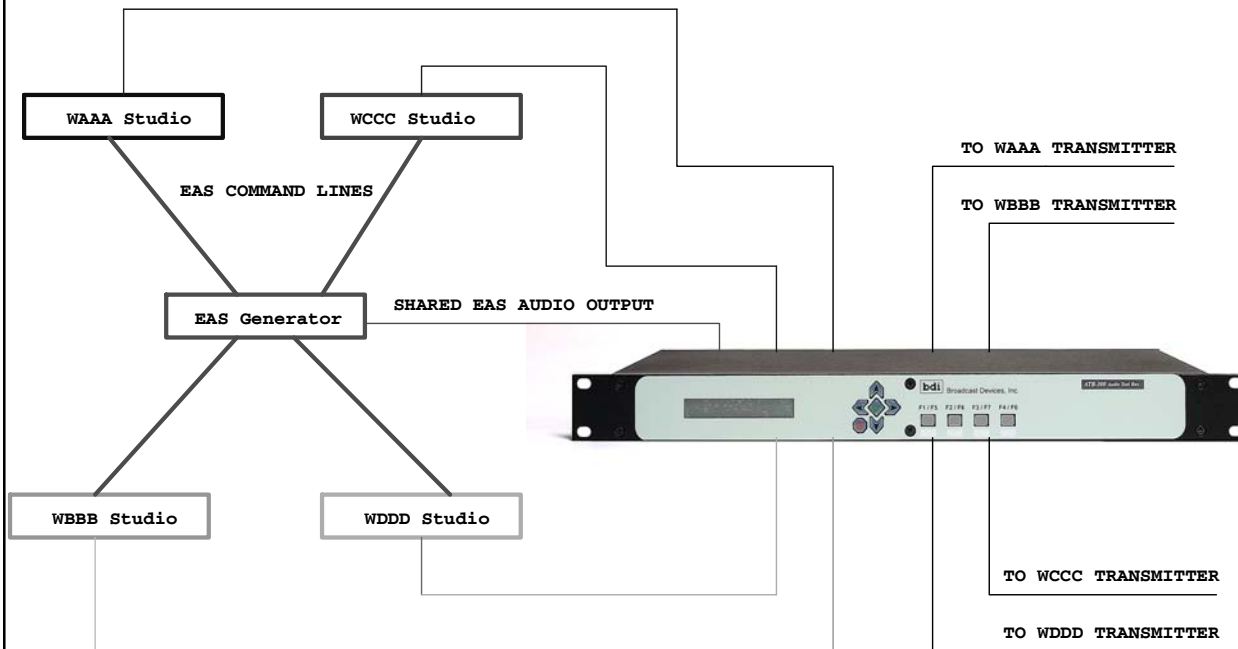 WAAA Studio
WCCC Studio
TO WAAA TRANSMITTER
EAS COMMAND LINES
TO WBBB TRANSMITTER
EAS Generator
SHARED EAS AUDIO OUTPUT
bdi Broadcast Devices, Inc.
F1/F5 F2/F6 F3/F7 F4/F8
WBBB Studio
WDDD Studio
TO WCCC TRANSMITTER
TO WDDD TRANSMITTER